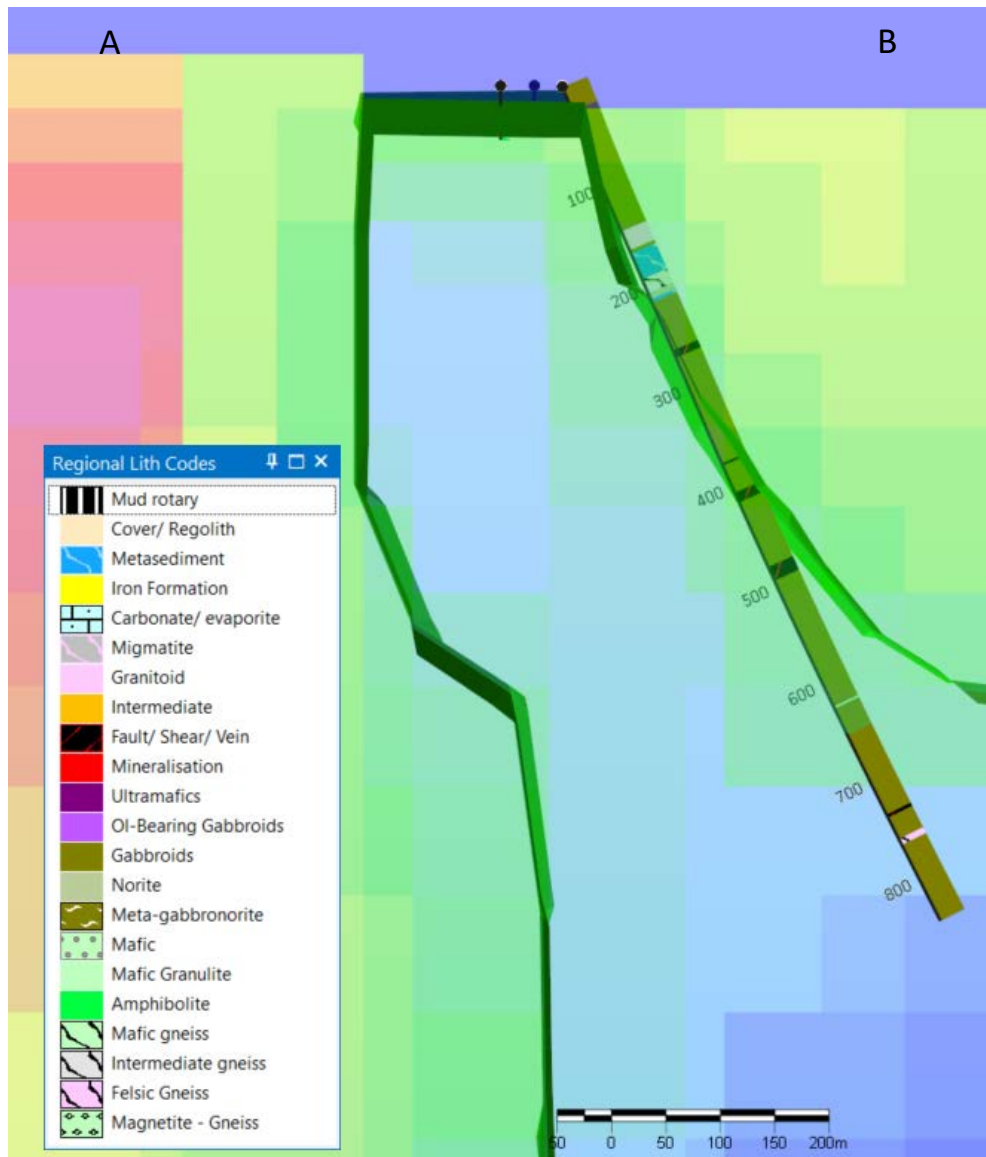 A
B
100
200
300
400
500
600
700
800
Regional Lith Codes
Mud rotary
Cover/ Regolith
Metasediment
Iron Formation
Carbonate/ evaporite
Migmatite
Granitoid
Intermediate
Fault/ Shear/ Vein
Mineralisation
Ultramafics
Ol-Bearing Gabbroids
Gabbroids
Norite
Meta-gabbronorite
Mafic
Mafic Granulite
Amphibolite
Mafic gneiss
Intermediate gneiss
Felsic Gneiss
Magnetite - Gneiss
50 0 50 100 150 200m